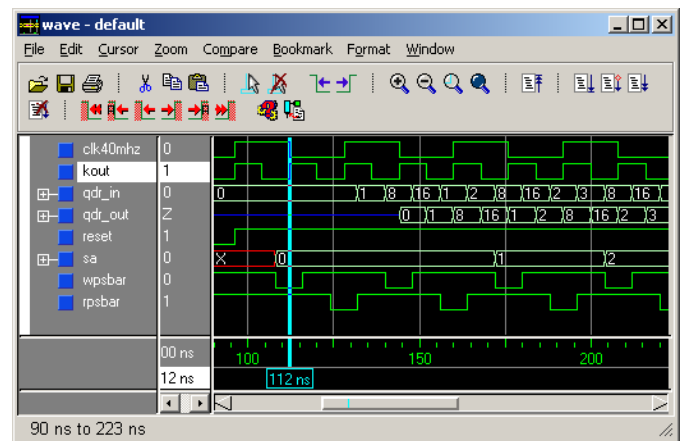 wave - default
File Edit Cursor Zoom Compare Bookmark Format Window
clk40mhz 0
kout 1
qdr_in 0 0 1 8 16 1 2 8 16 2 3 8 16
qdr_out Z 0 1 8 16 1 2 8 16 2 3
reset 1
sa 0 X 0 1 2
wpsbar 0
rpsbar 1
00 ns 100 150 200
12 ns 112 ns
90 ns to 223 ns